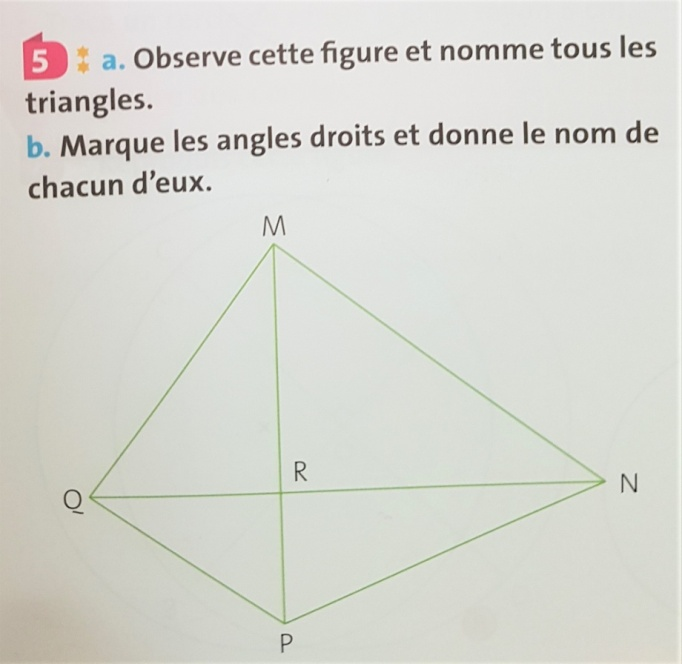 5 a. Observe cette figure et nomme tous les
triangles.
b. Marque les angles droits et donne le nom de
chacun d'eux.
M
R
Q
N
P